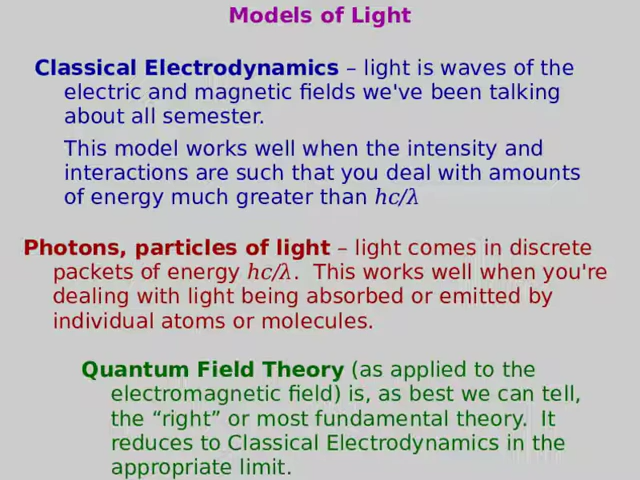 Models of Light
Classical Electrodynamics – light is waves of the
electric and magnetic fields we've been talking
about all semester.
This model works well when the intensity and
interactions are such that you deal with amounts
of energy much greater than hc/λ
Photons, particles of light – light comes in discrete
packets of energy hc/λ.  This works well when you're
dealing with light being absorbed or emitted by
individual atoms or molecules.
Quantum Field Theory (as applied to the
electromagnetic field) is, as best we can tell,
the “right” or most fundamental theory.  It
reduces to Classical Electrodynamics in the
appropriate limit.